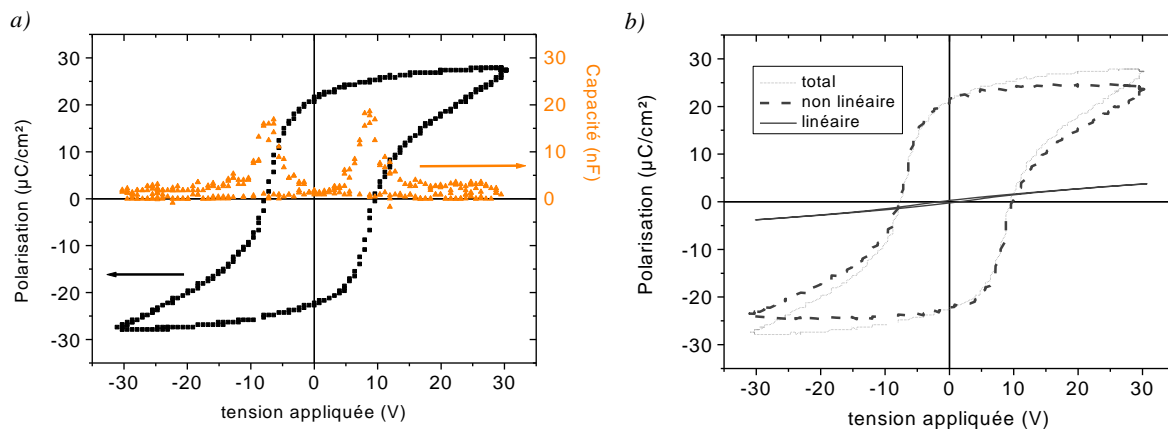 a)
30
20
10
0
-10
-20
-30
Polarisation (µC/cm²)
-30 -20 -10 0 10 20 30
tension appliquée (V)
30
20
10
0
Capacité (nF)
b)
30
20
10
0
-10
-20
-30
Polarisation (µC/cm²)
total
non linéaire
linéaire
-30 -20 -10 0 10 20 30
tension appliquée (V)